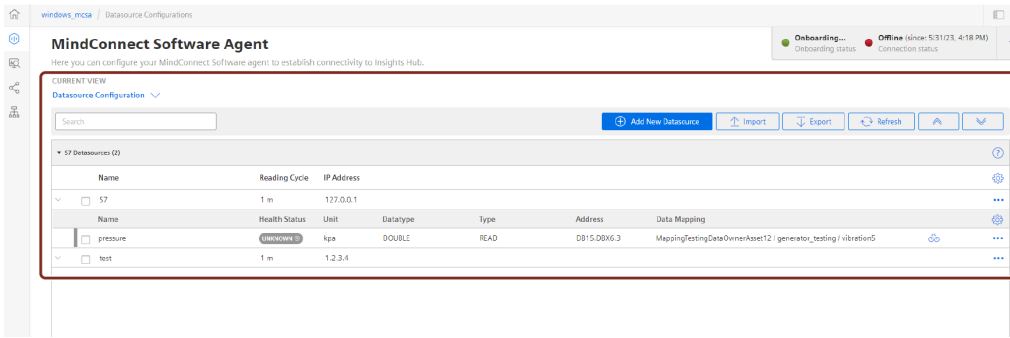 windows_mcsa / Datasource Configurations
MindConnect Software Agent
Here you can configure your MindConnect Software agent to establish connectivity to Insights Hub.
Onboarding...
Onboarding status
Offline (since: 5/31/23, 4:18 PM)
Connection status
CURRENT VIEW
Datasource Configuration
Search
Add New Datasource
Import
Export
Refresh
S7 Datasources (2)
Name Reading Cycle IP Address
S7 1 m 127.0.0.1
Name Health Status Unit Datatype Type Address Data Mapping
pressure UNKNOWN kpa DOUBLE READ DB15.DBX6.3 MappingTestingDataOwnerAsset12 / generator_testing / vibration5
test 1 m 1.2.3.4